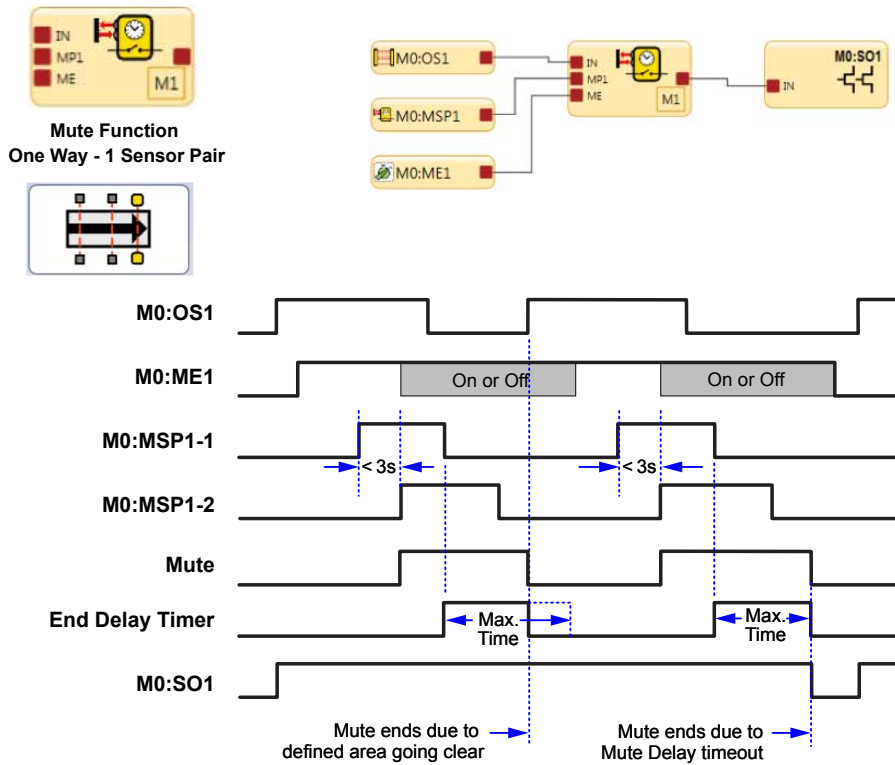 IN
MP1
ME
M1
Mute Function
One Way - 1 Sensor Pair
M0:OS1
M0:MSP1
M0:ME1
IN
MP1
ME
M1
M0:SO1
IN
M0:OS1
M0:ME1
On or Off
On or Off
M0:MSP1-1
< 3s
< 3s
M0:MSP1-2
Mute
End Delay Timer
Max.
Time
Max.
Time
M0:SO1
Mute ends due to
defined area going clear
Mute ends due to
Mute Delay timeout